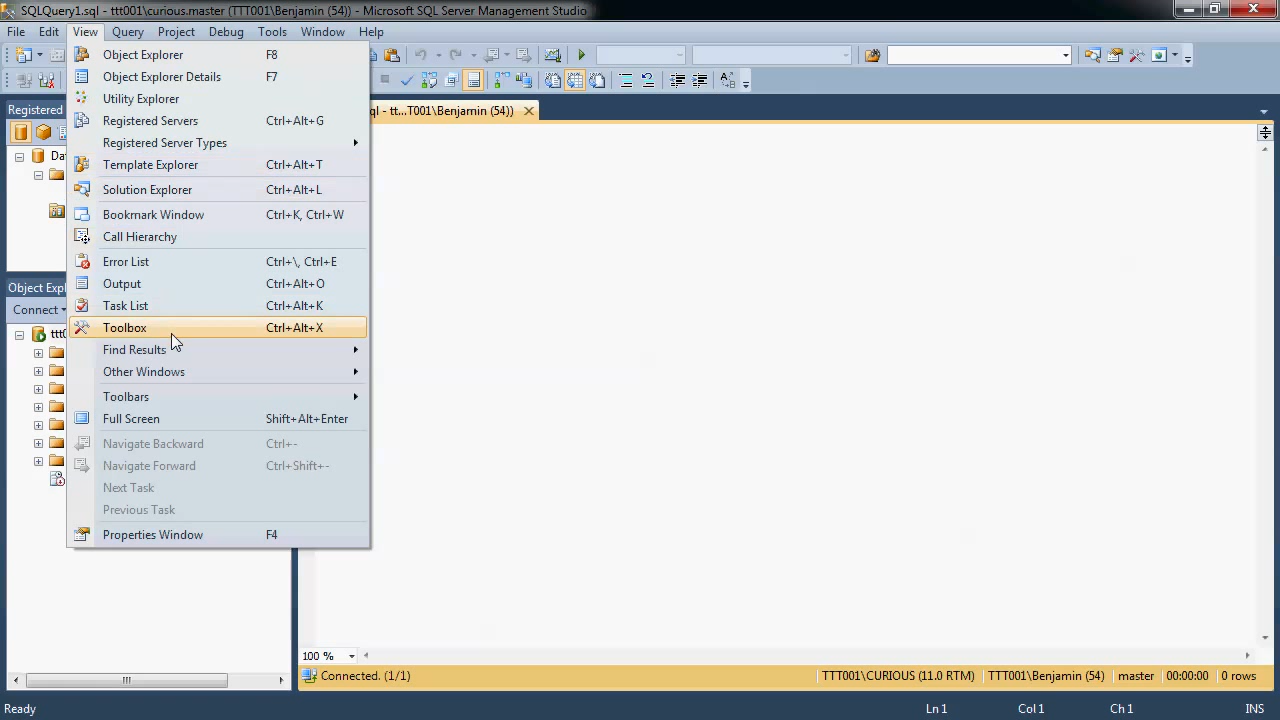 SQLQuery1.sql - ttt001\curious.master (TTT001\Benjamin (54)) - Microsoft SQL Server Management Studio
File Edit View Query Project Debug Tools Window Help
Object Explorer F8
Object Explorer Details F7
Utility Explorer
Registered Servers Ctrl+Alt+G
Registered Server Types
Template Explorer Ctrl+Alt+T
Solution Explorer Ctrl+Alt+L
Bookmark Window Ctrl+K, Ctrl+W
Call Hierarchy
Error List Ctrl+\, Ctrl+E
Output Ctrl+Alt+O
Task List Ctrl+Alt+K
Toolbox Ctrl+Alt+X
Find Results
Other Windows
Toolbars
Full Screen Shift+Alt+Enter
Navigate Backward Ctrl+-
Navigate Forward Ctrl+Shift+-
Next Task
Previous Task
Properties Window F4
Registered
Dat
Object Expl
Connect
ttt0
ql - tt...T001\Benjamin (54))
100 %
Connected. (1/1) TTT001\CURIOUS (11.0 RTM) TTT001\Benjamin (54) master 00:00:00 0 rows
Ready Ln 1 Col 1 Ch 1 INS